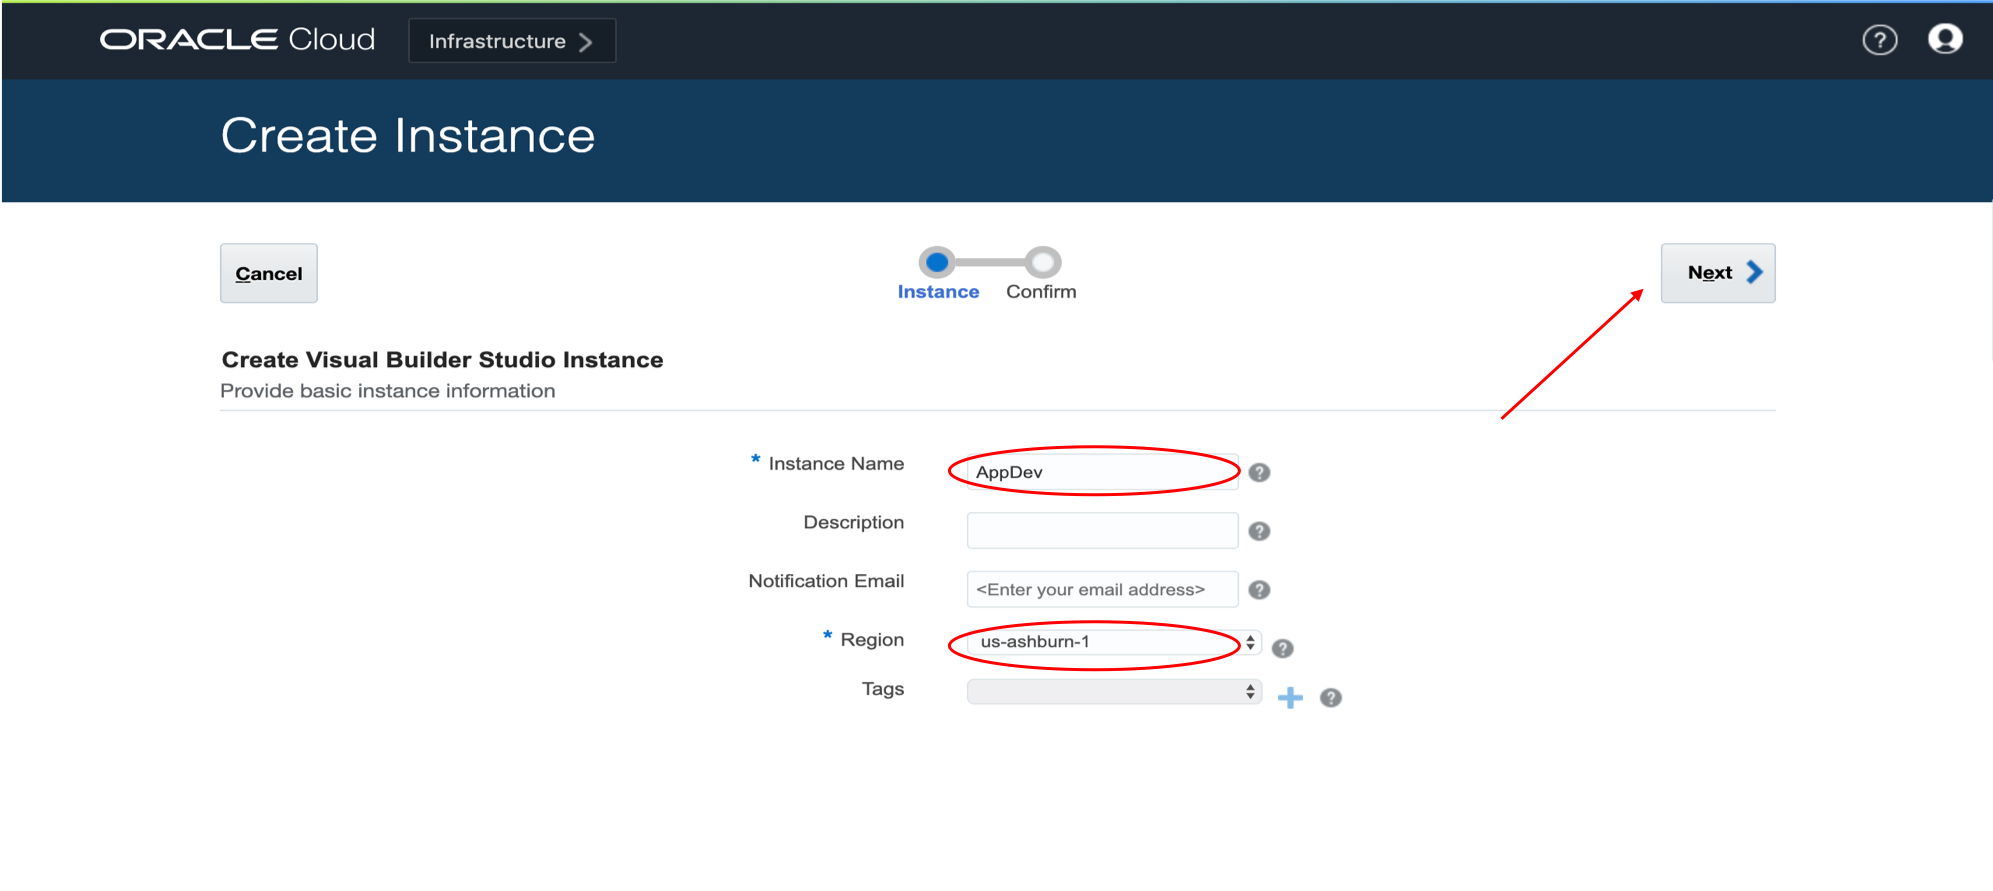 ORACLE Cloud
Infrastructure
?
Create Instance
Cancel
Instance
Confirm
Next
Create Visual Builder Studio Instance
Provide basic instance information
* Instance Name
AppDev
?
Description
?
Notification Email
<Enter your email address>
?
* Region
us-ashburn-1
?
Tags
?